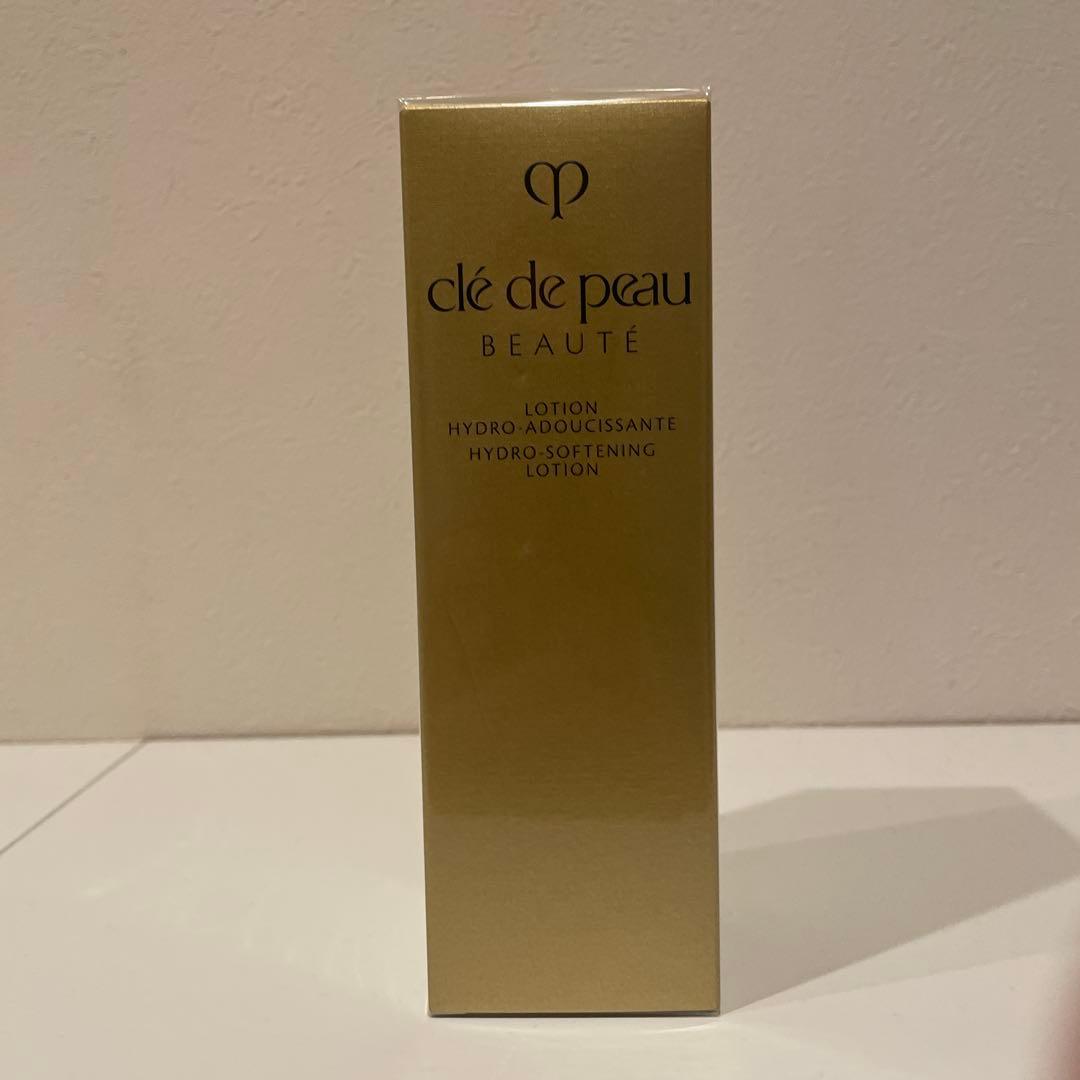 clé de peau
BEAUTÉ
LOTION
HYDRO-ADOUCISSANTE
HYDRO-SOFTENING
LOTION